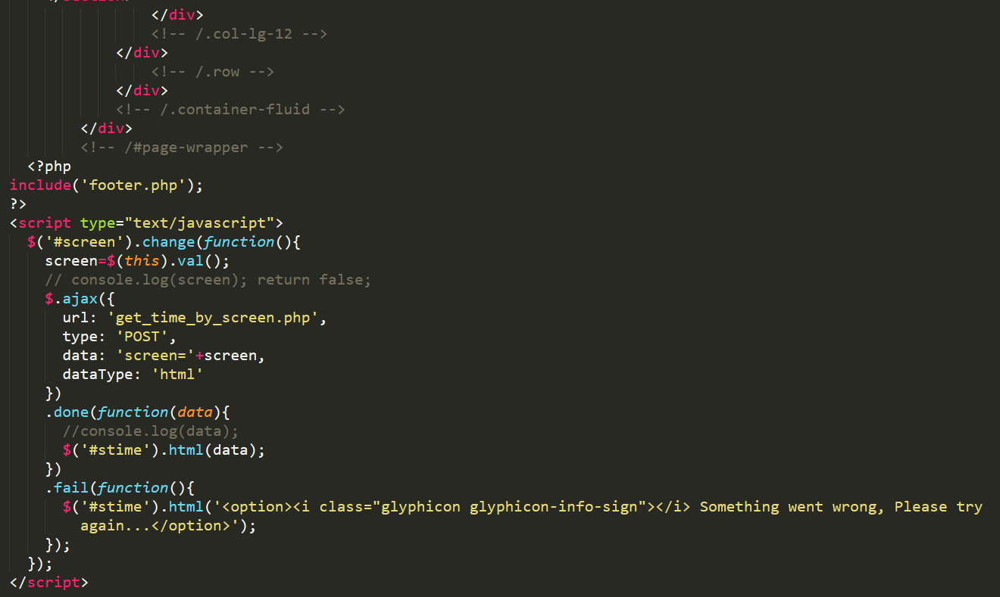 </section>
</div>
<!-- /.col-lg-12 -->
</div>
<!-- /.row -->
</div>
<!-- /.container-fluid -->
</div>
<!-- /#page-wrapper -->
<?php
include('footer.php');
?>
<script type="text/javascript">
$('#screen').change(function(){
screen=$(this).val();
// console.log(screen); return false;
$.ajax({
url: 'get_time_by_screen.php',
type: 'POST',
data: 'screen='+screen,
dataType: 'html'
})
.done(function(data){
//console.log(data);
$('#stime').html(data);
})
.fail(function(){
$('#stime').html('<option><i class="glyphicon glyphicon-info-sign"></i> Something went wrong, Please try
again...</option>');
});
});
</script>